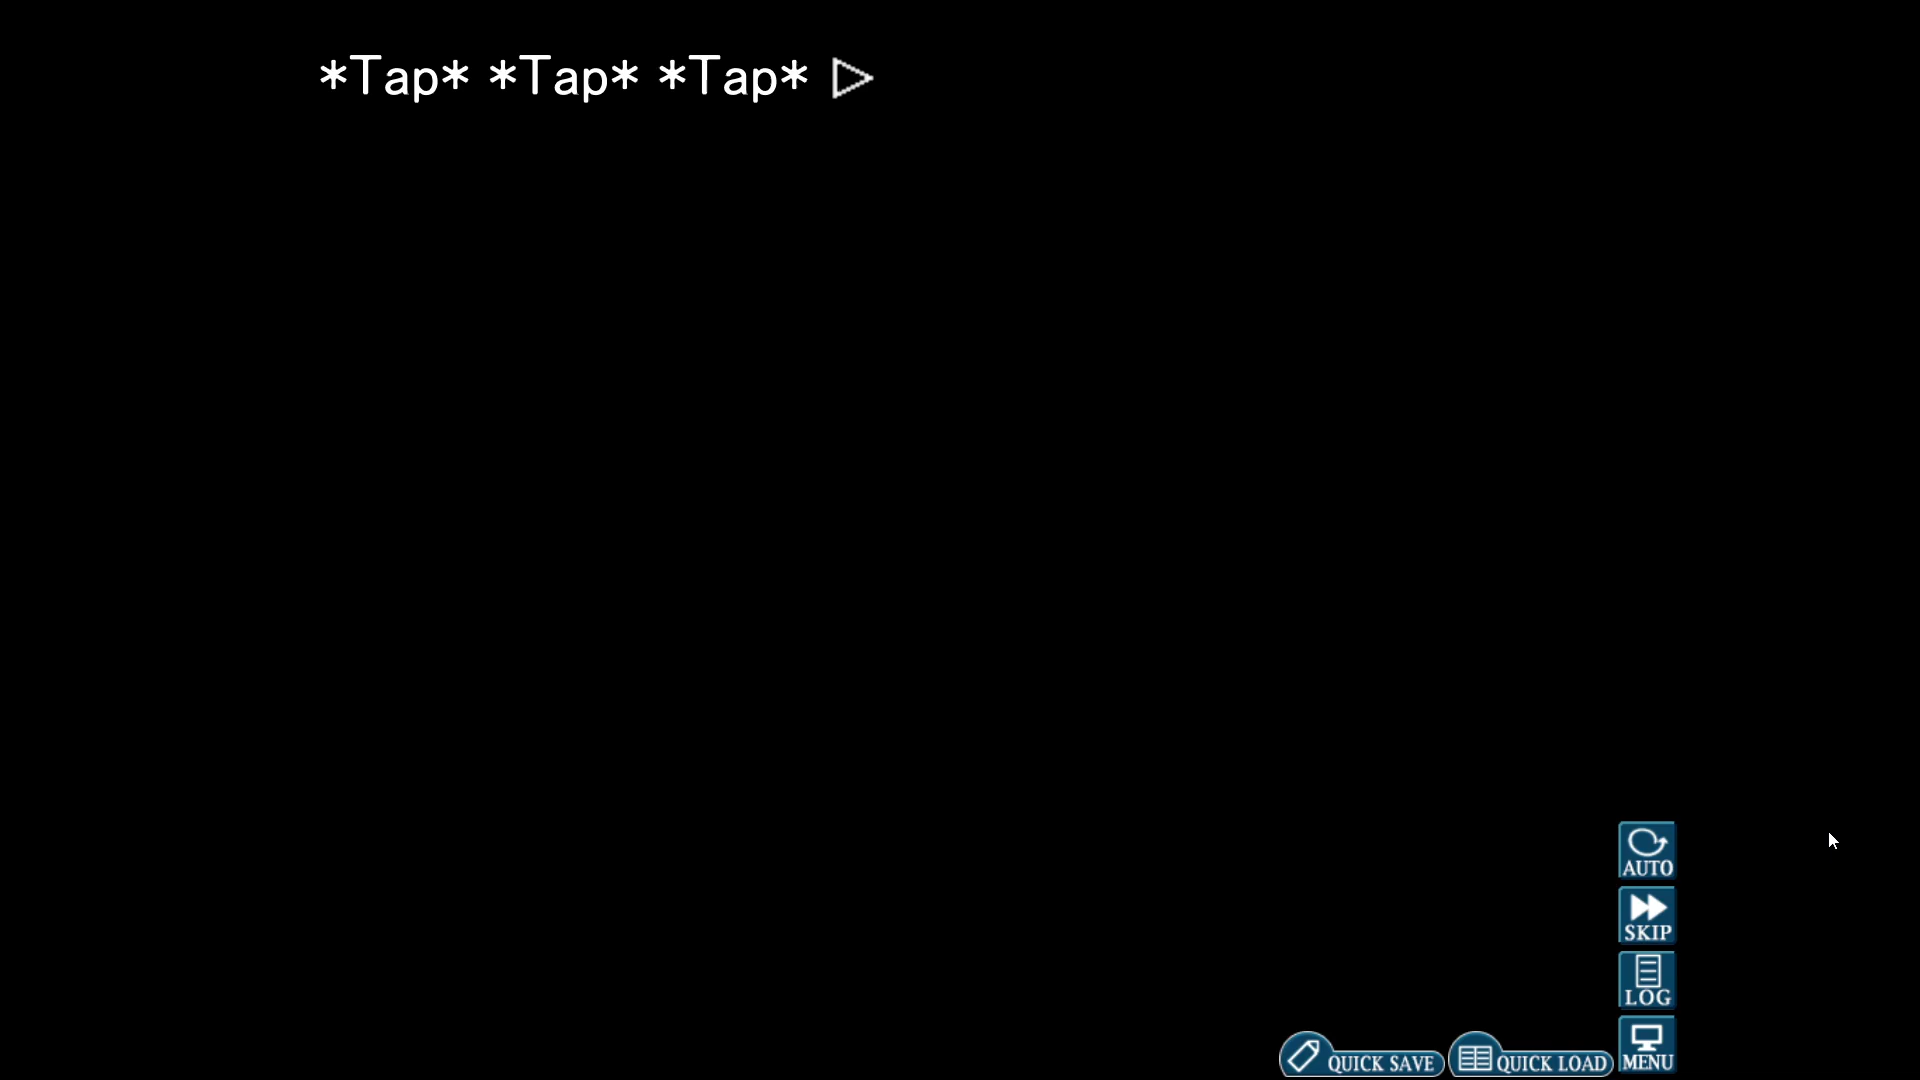 *Tap* *Tap* *Tap*
AUTO
SKIP
LOG
QUICK SAVE
QUICK LOAD
MENU